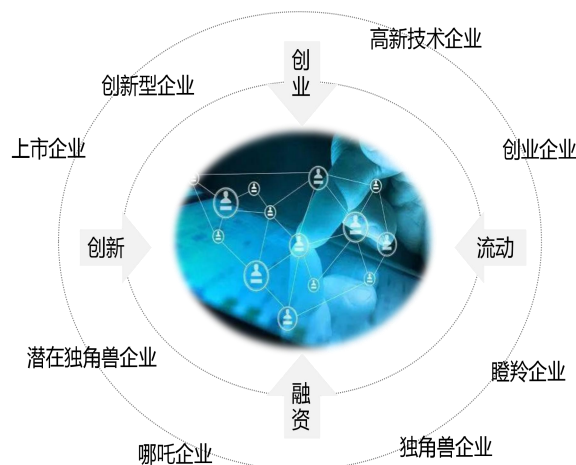 高新技术企业
创业
创新型企业
上市企业
创业企业
创新
流动
潜在独角兽企业
瞪羚企业
融资
独角兽企业
哪吒企业